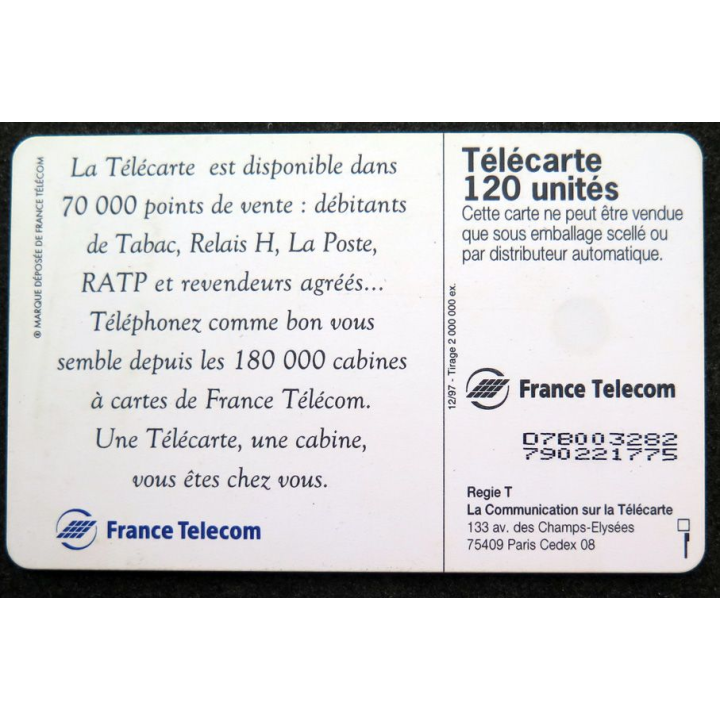 ® MARQUE DÉPOSÉE DE FRANCE TÉLÉCOM
La Télécarte est disponible dans
70 000 points de vente : débitants
de Tabac, Relais H, La Poste,
RATP et revendeurs agréés...
Téléphonez comme bon vous
semble depuis les 180 000 cabines
à cartes de France Télécom.
Une Télécarte, une cabine,
vous êtes chez vous.
France Telecom
Télécarte
120 unités
Cette carte ne peut être vendue
que sous emballage scellé ou
par distributeur automatique.
12/97 - Tirage 2 000 000 ex.
France Telecom
D7B003282
790221775
Regie T
La Communication sur la Télécarte
133 av. des Champs-Elysées
75409 Paris Cedex 08